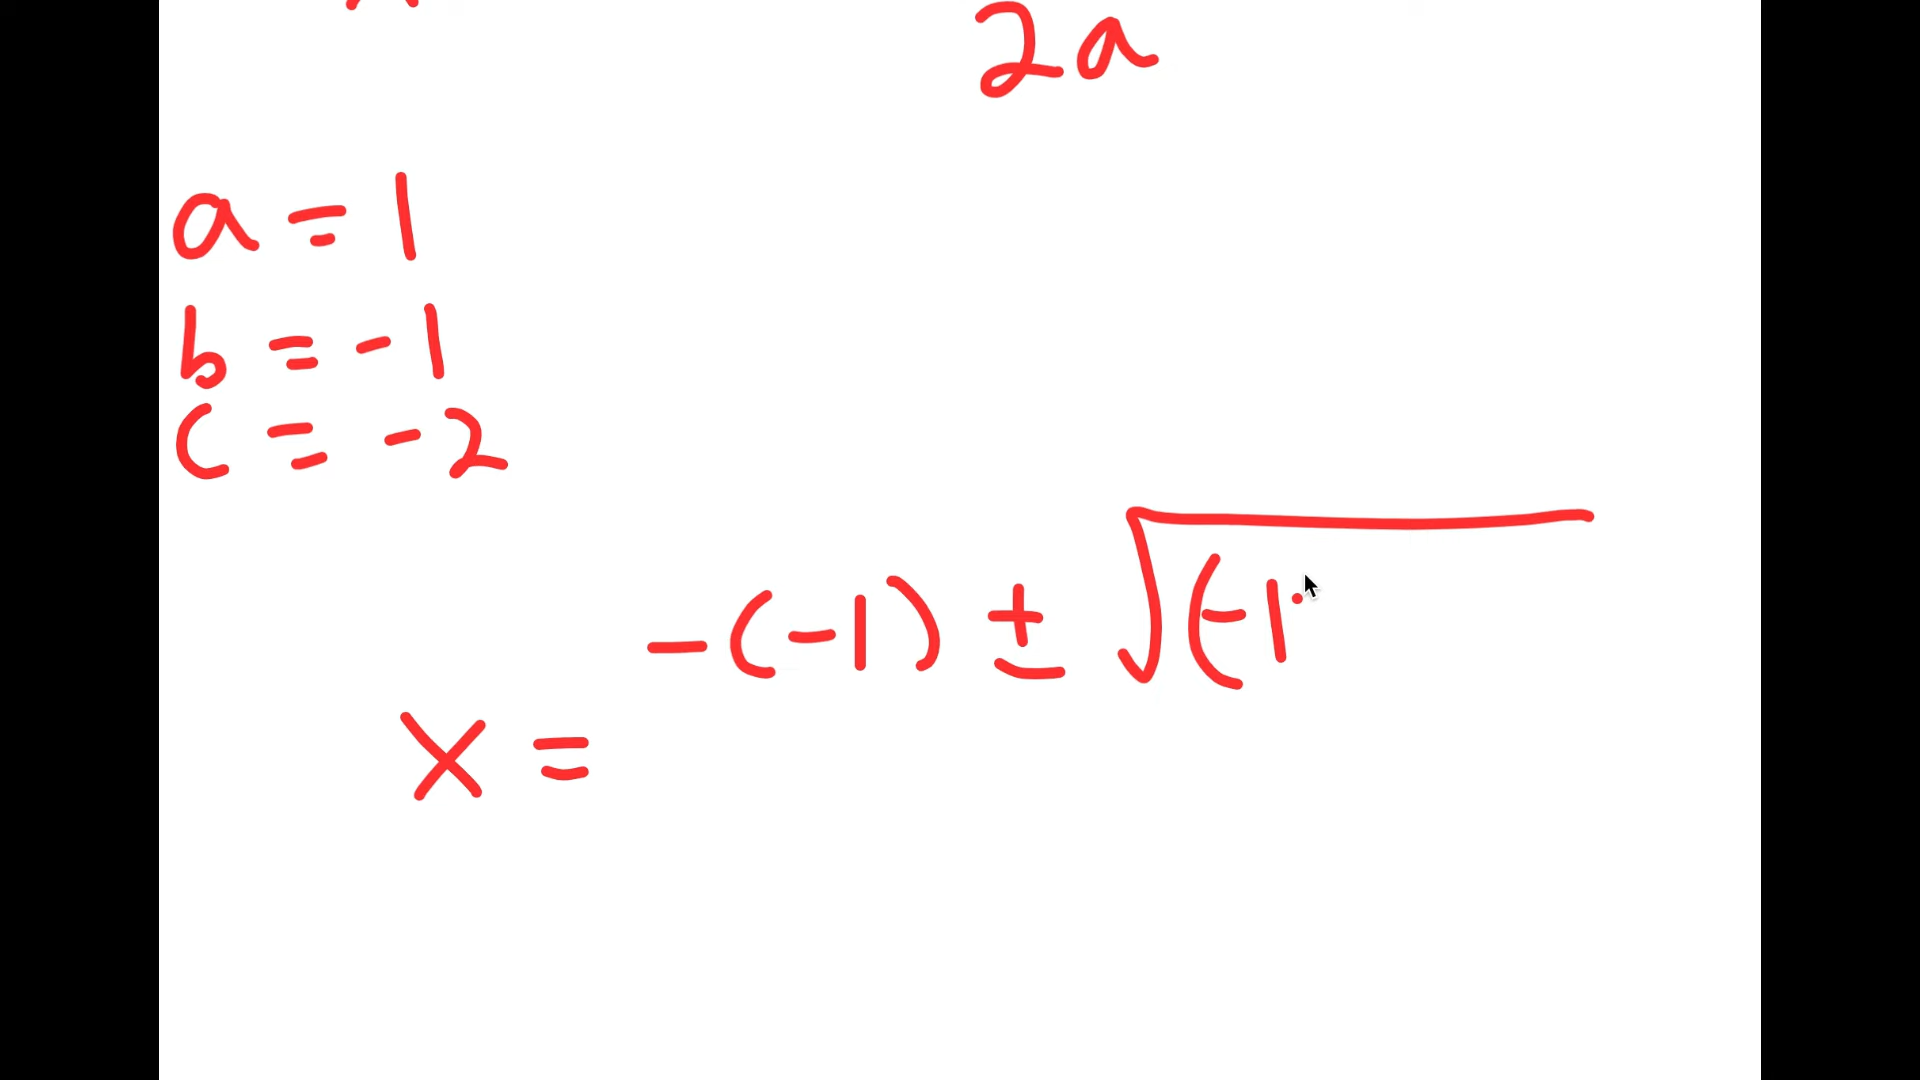 2a
a = 1
b = -1
c = -2
-(-1) ± √(-1
x =